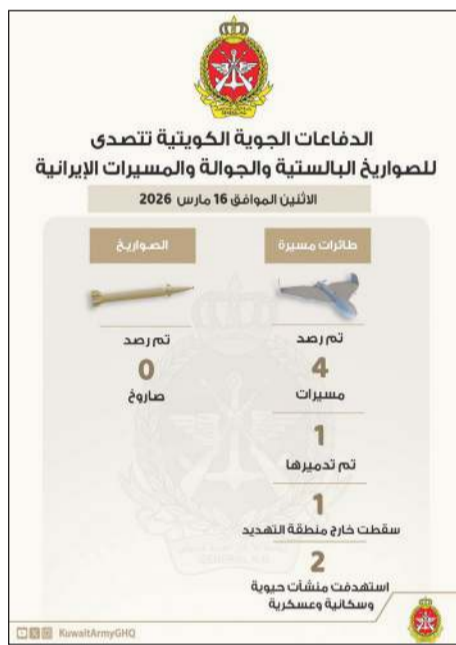 الدفاعات الجوية الكويتية تتصدى
للصواريخ البالستية والجوالة والمسيرات الإيرانية
الاثنين الموافق 16 مارس 2026
طائرات مسيرة
تم رصد
4
مسيرات
1
تم تدميرها
1
سقطت خارج منطقة التهديد
2
استهدفت منشآت حيوية
وسكانية وعسكرية
الصواريخ
تم رصد
0
صاروخ
KuwaitArmyGHQ